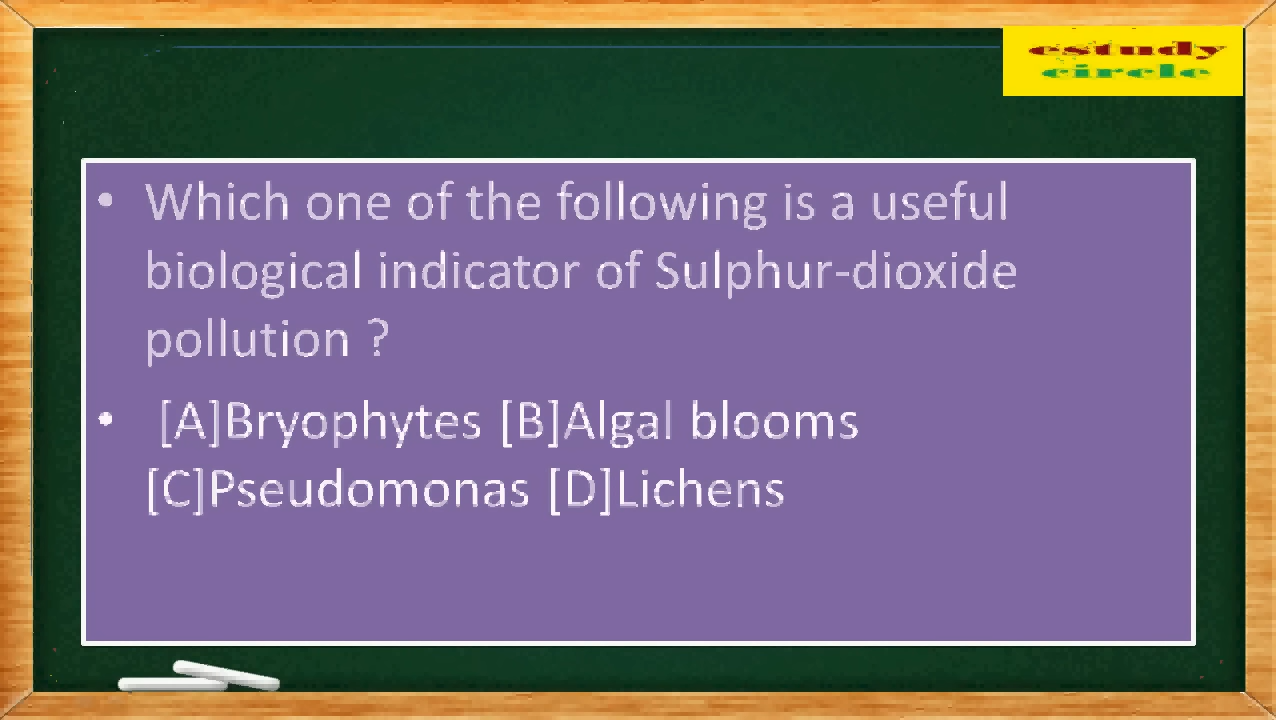 estudy
circle
• Which one of the following is a useful
biological indicator of Sulphur-dioxide
pollution ?
• [A]Bryophytes [B]Algal blooms
[C]Pseudomonas [D]Lichens